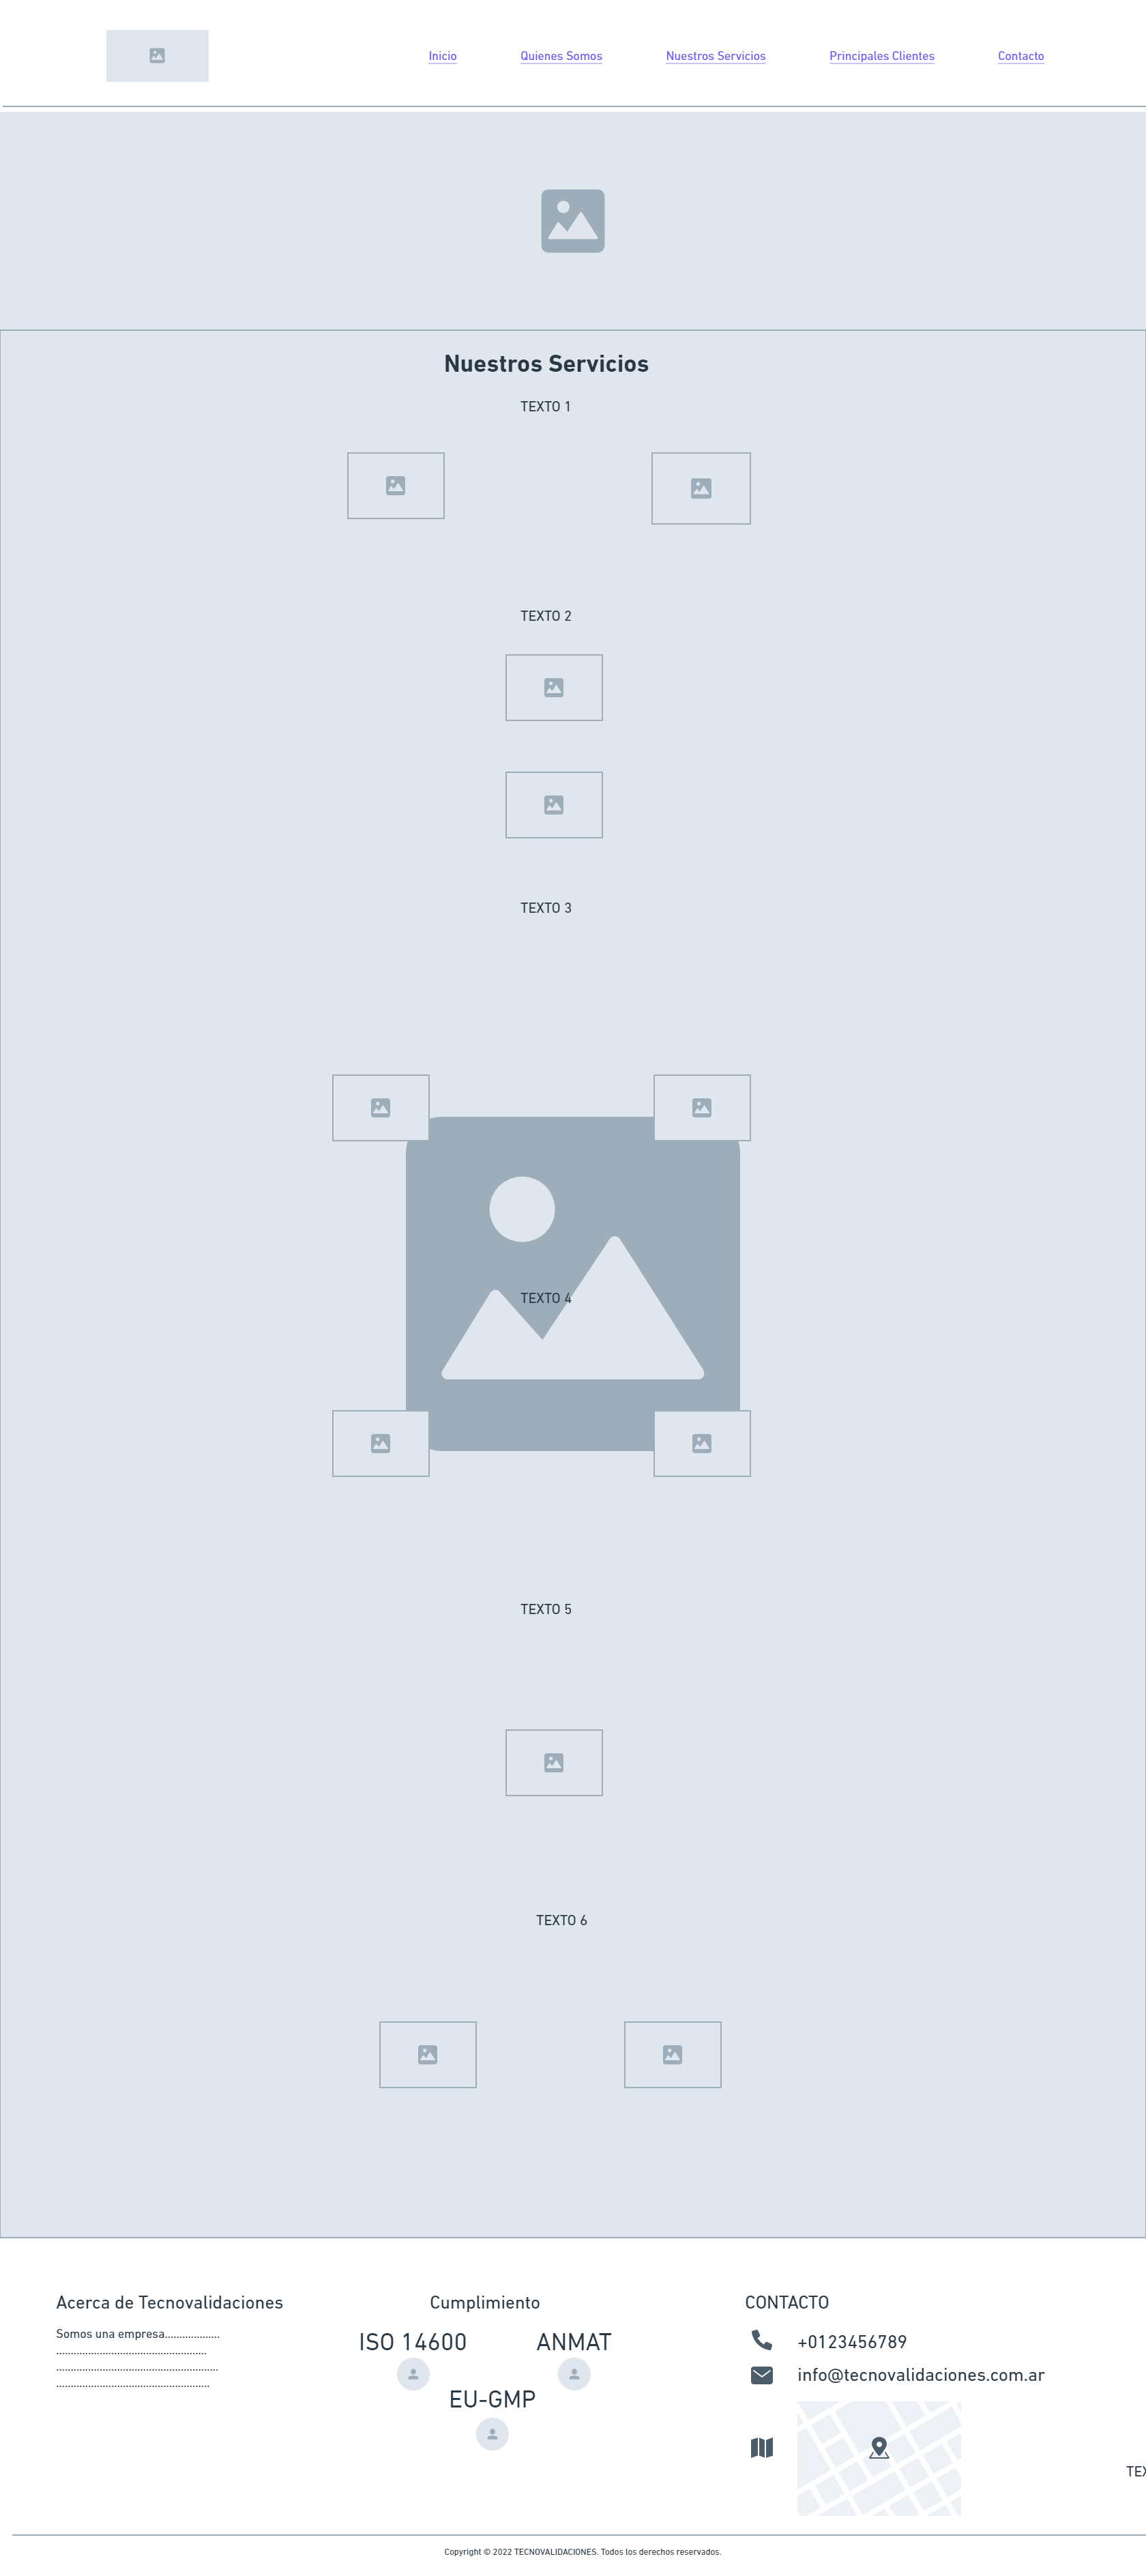 Inicio
Quienes Somos
Nuestros Servicios
Principales Clientes
Contacto
Nuestros Servicios
TEXTO 1
TEXTO 2
TEXTO 3
TEXTO 4
TEXTO 5
TEXTO 6
Acerca de Tecnovalidaciones
Somos una empresa...................
....................................................
........................................................
.....................................................
Cumplimiento
ISO 14600
ANMAT
EU-GMP
CONTACTO
+0123456789
info@tecnovalidaciones.com.ar
Copyright © 2022 TECNOVALIDACIONES. Todos los derechos reservados.